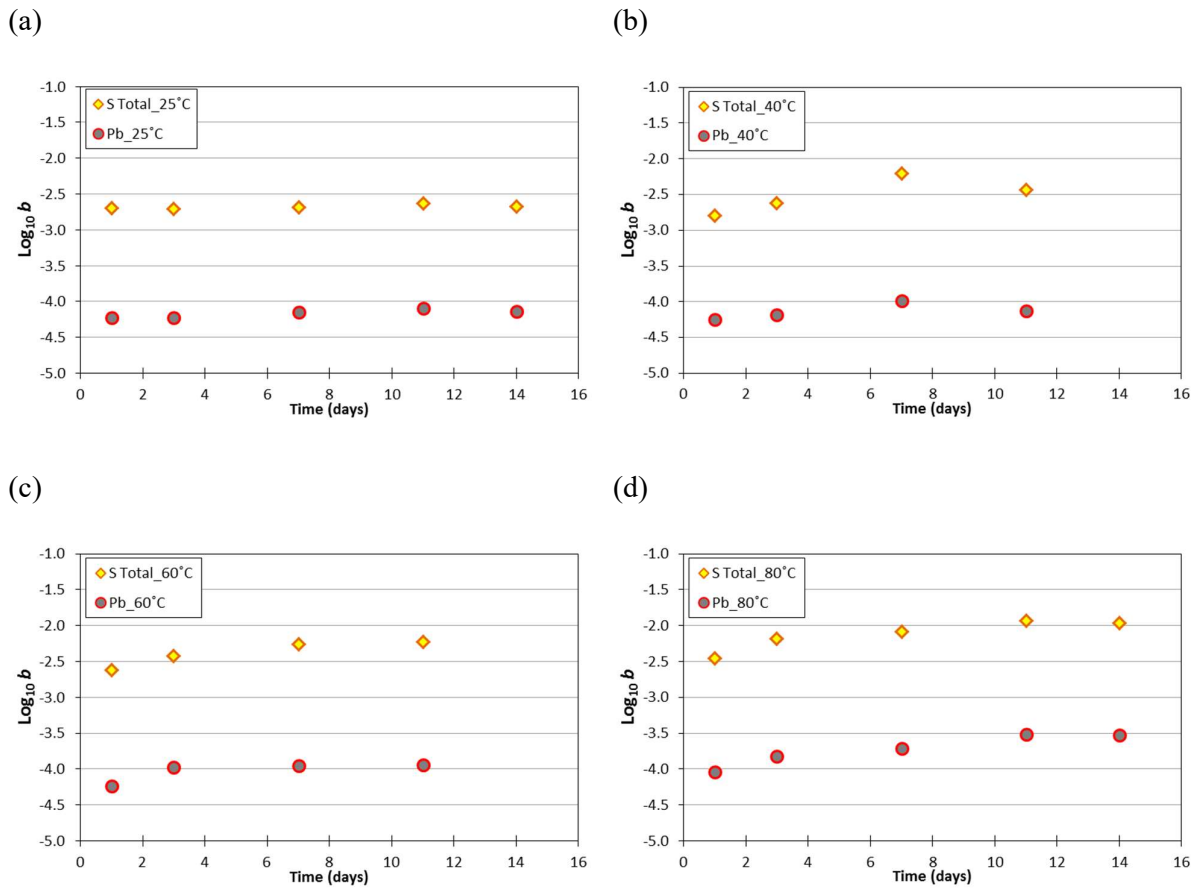 (a)
-1.0
-1.5
-2.0
-2.5
-3.0
-3.5
-4.0
-4.5
-5.0
Log10 b
S Total_25˚C
Pb_25˚C
0 2 4 6 8 10 12 14 16
Time (days)
(b)
-1.0
-1.5
-2.0
-2.5
-3.0
-3.5
-4.0
-4.5
-5.0
Log10 b
S Total_40˚C
Pb_40˚C
0 2 4 6 8 10 12 14 16
Time (days)
(c)
-1.0
-1.5
-2.0
-2.5
-3.0
-3.5
-4.0
-4.5
-5.0
Log10 b
S Total_60˚C
Pb_60˚C
0 2 4 6 8 10 12 14 16
Time (days)
(d)
-1.0
-1.5
-2.0
-2.5
-3.0
-3.5
-4.0
-4.5
-5.0
Log10 b
S Total_80˚C
Pb_80˚C
0 2 4 6 8 10 12 14 16
Time (days)